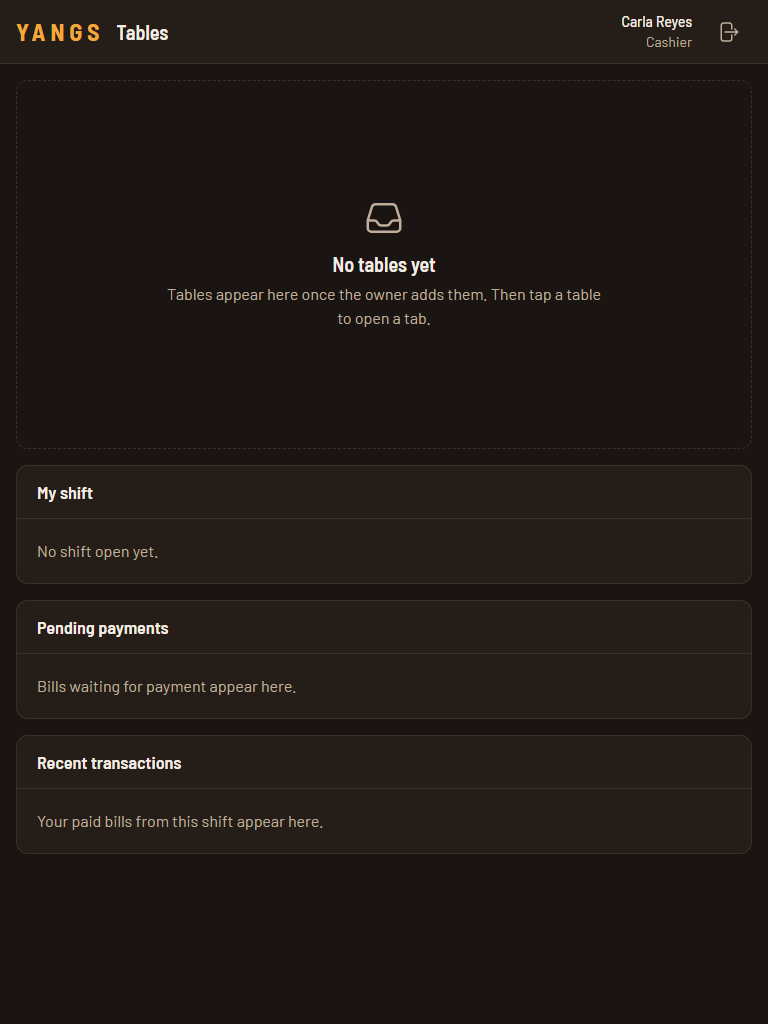 YANGS Tables
Carla Reyes
Cashier
No tables yet
Tables appear here once the owner adds them. Then tap a table
to open a tab.
My shift
No shift open yet.
Pending payments
Bills waiting for payment appear here.
Recent transactions
Your paid bills from this shift appear here.